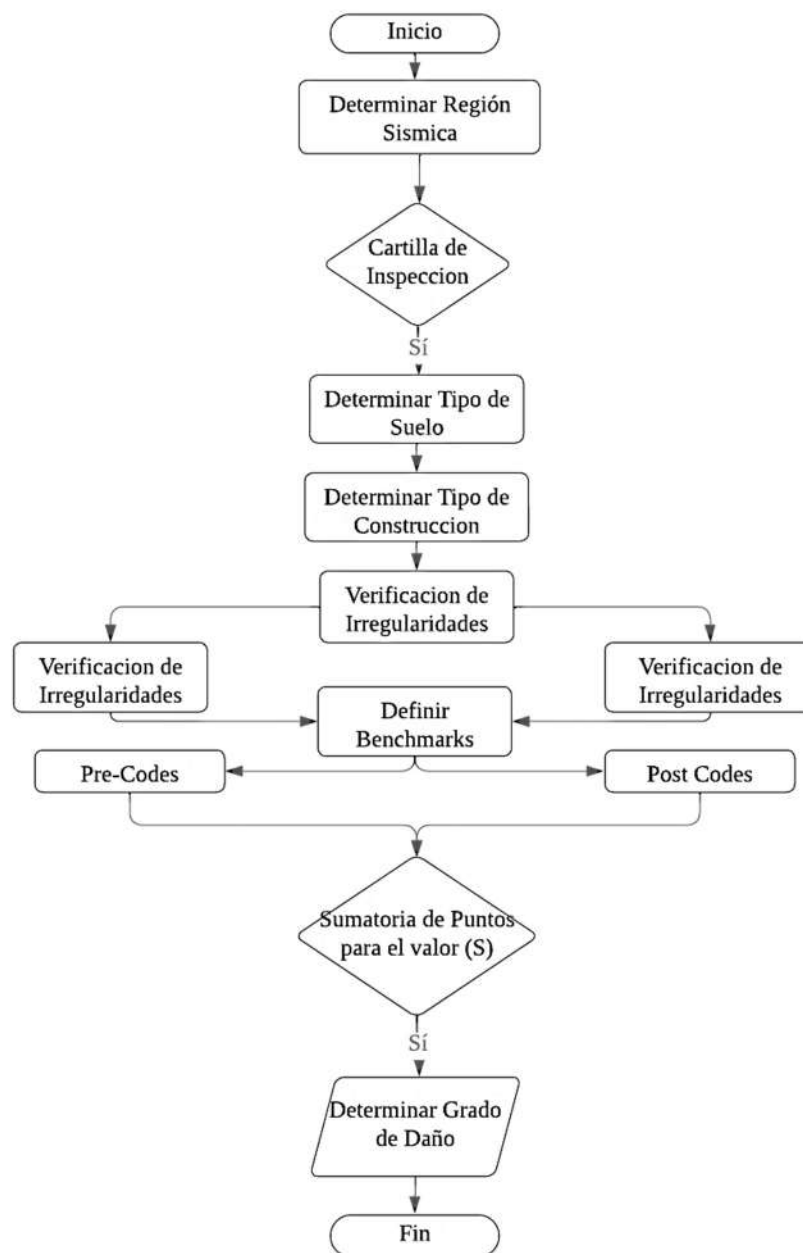 Inicio
Determinar Región
Sismica
Cartilla de
Inspeccion
Sí
Determinar Tipo de
Suelo
Determinar Tipo de
Construccion
Verificacion de
Irregularidades
Verificacion de
Irregularidades
Verificacion de
Irregularidades
Definir
Benchmarks
Pre-Codes
Post Codes
Sumatoria de Puntos
para el valor (S)
Sí
Determinar Grado
de Daño
Fin